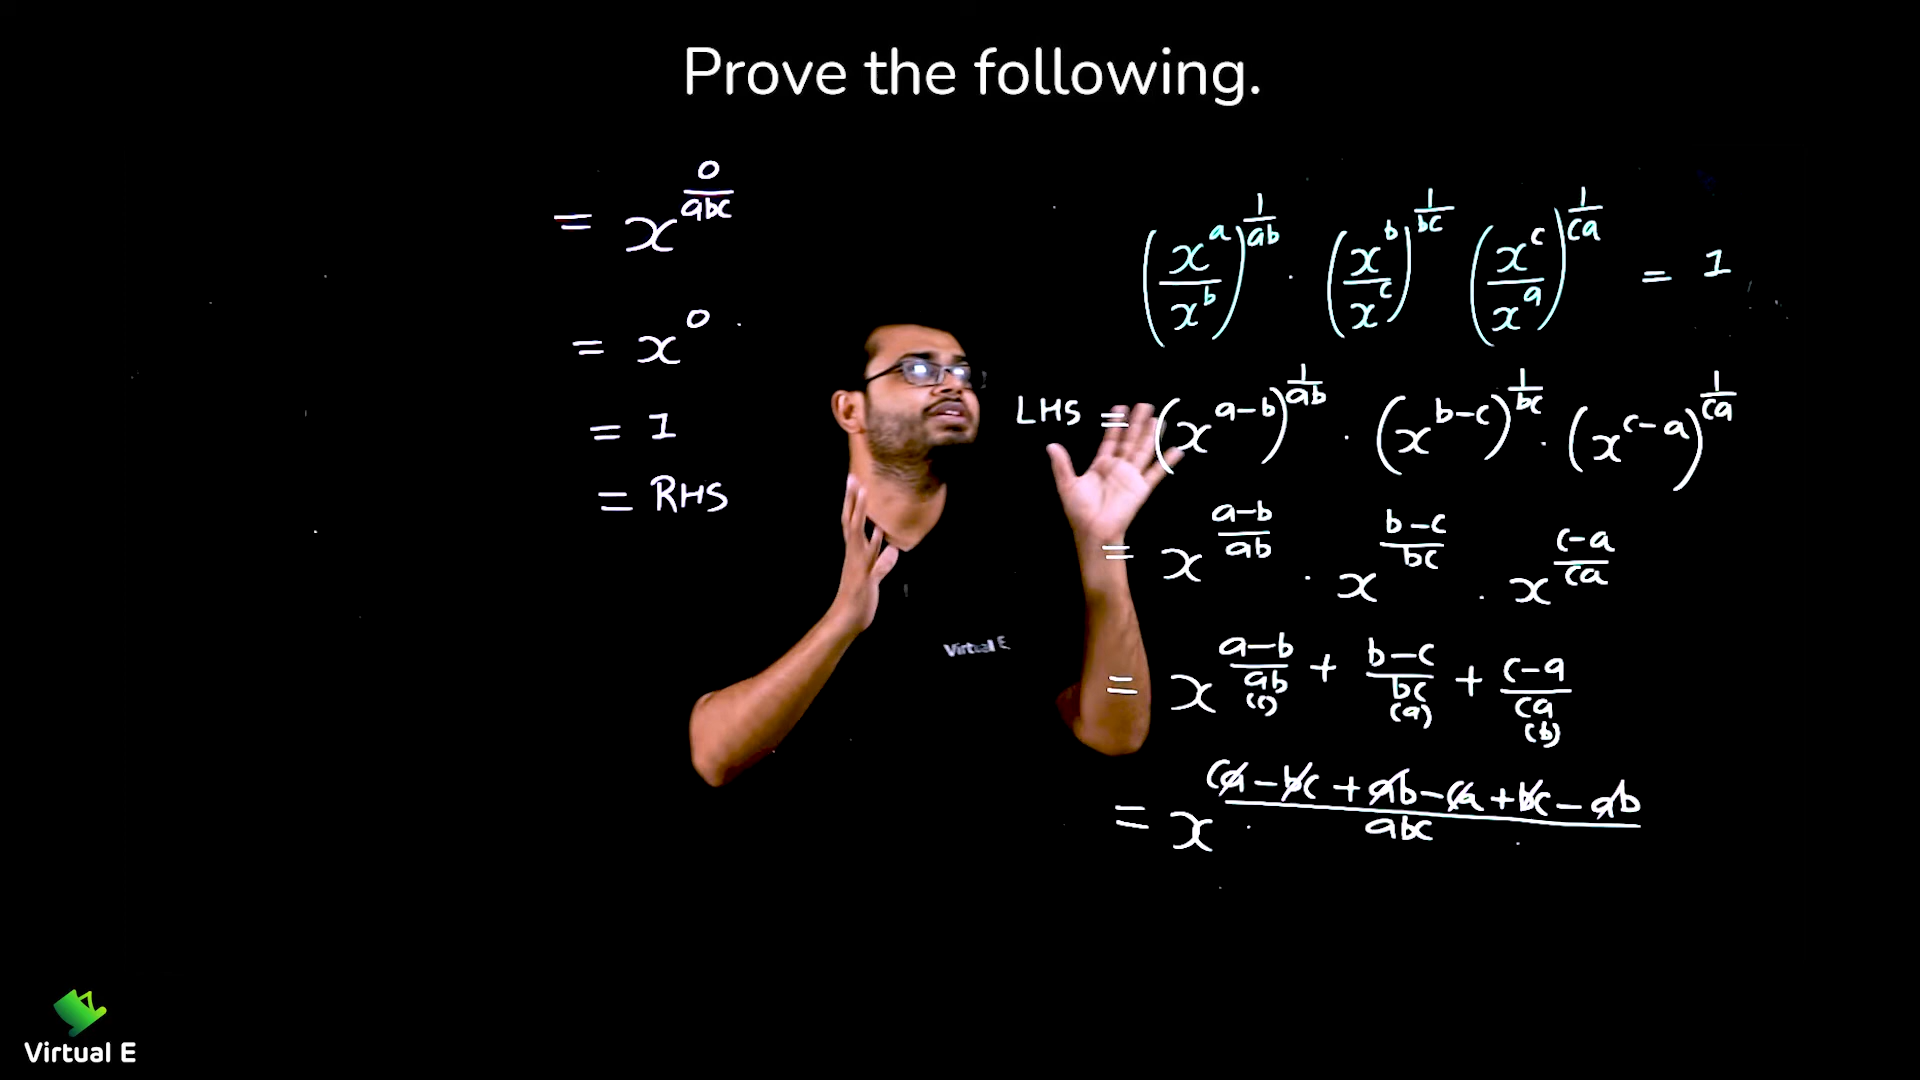 Prove the following.
(x^a/x^b)^(1/ab) · (x^b/x^c)^(1/bc) (x^c/x^a)^(1/ca) = 1
LHS = (x^(a-b))^(1/ab) · (x^(b-c))^(1/bc) · (x^(c-a))^(1/ca)
= x^((a-b)/ab) · x^((b-c)/bc) · x^((c-a)/ca)
= x^((a-b)/ab + (b-c)/bc + (c-a)/ca)
(c) (a) (b)
= x^((ca-bc+ab-ca+bc-ab)/abc)
= x^(0/abc)
= x^0
= 1
= RHS
Virtual E
Virtual E